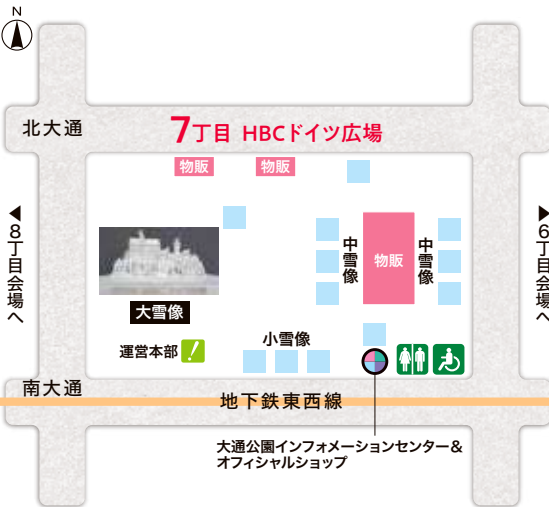 N
7丁目 HBCドイツ広場
北大通
物販
物販
◀8丁目会場へ
▶6丁目会場へ
中雪像
物販
中雪像
大雪像
運営本部
小雪像
南大通
地下鉄東西線
大通公園インフォメーションセンター&
オフィシャルショップ